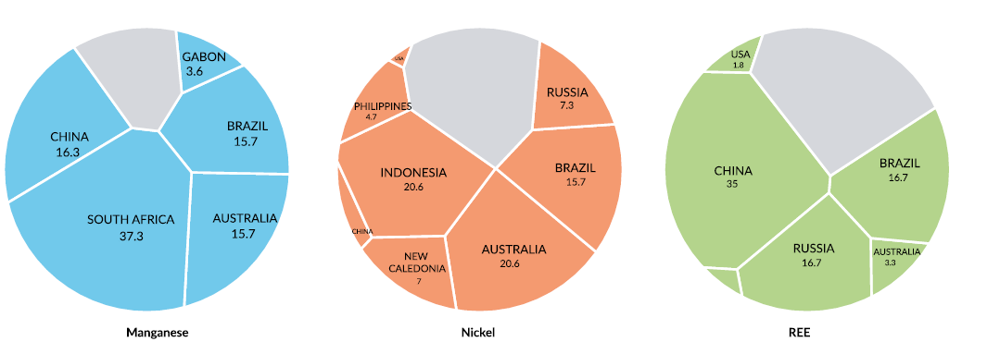 GABON
3.6
CHINA
16.3
BRAZIL
15.7
SOUTH AFRICA
37.3
AUSTRALIA
15.7
Manganese
USA
PHILIPPINES
4.7
RUSSIA
7.3
INDONESIA
20.6
BRAZIL
15.7
CHINA
NEW
CALEDONIA
7
AUSTRALIA
20.6
Nickel
USA
1.8
CHINA
35
BRAZIL
16.7
RUSSIA
16.7
AUSTRALIA
3.3
REE